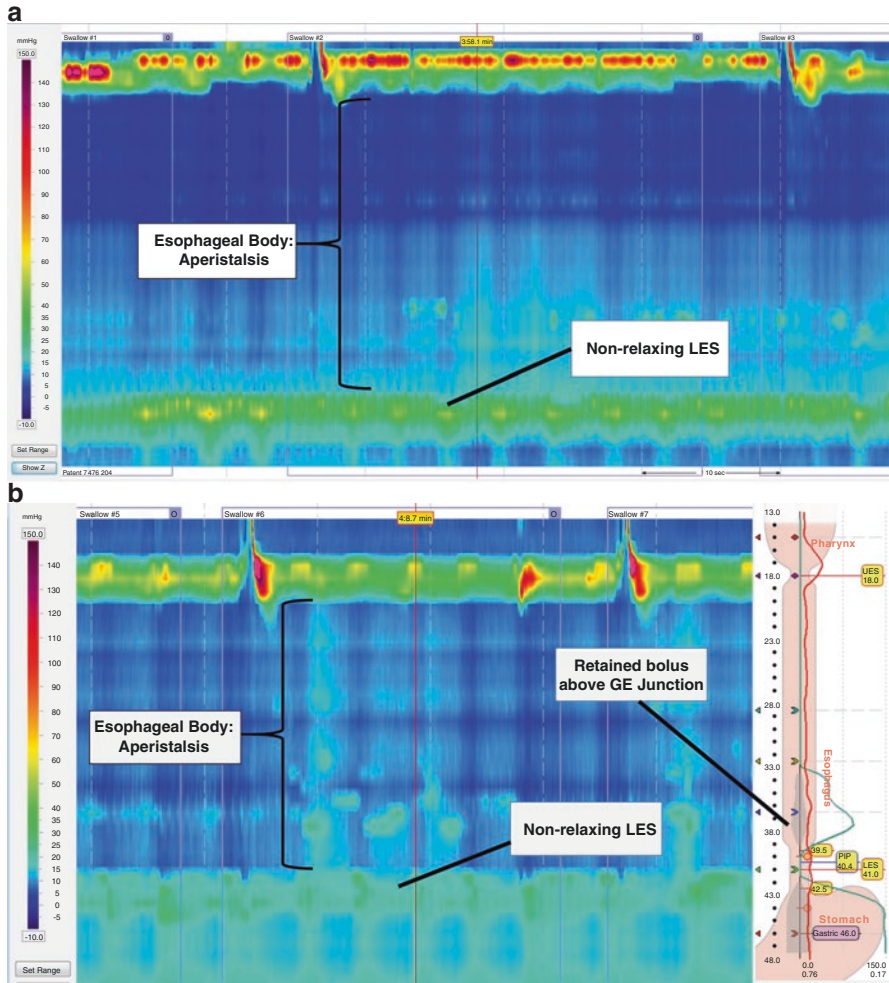 a
mmHg
150.0
140
130
120
110
100
90
80
70
60
50
45
40
35
30
25
20
15
10
5
0
-5
-10.0
Set Range
Show Z
Swallow #1
Swallow #2
3:58.1 min
Swallow #3
Esophageal Body:
Aperistalsis
Non-relaxing LES
Patent 7 476 204
10 sec
b
mmHg
150.0
140
130
120
110
100
90
80
70
60
50
45
40
35
30
25
20
15
10
5
0
-5
-10.0
Set Range
Swallow #5
O
Swallow #6
4:8.7 min
O
Swallow #7
Esophageal Body:
Aperistalsis
Retained bolus
above GE Junction
Non-relaxing LES
13.0
18.0
23.0
28.0
33.0
38.0
43.0
48.0
Pharynx
UES
18.0
Esophagus
39.5
PIP
40.4
LES
41.0
42.5
Stomach
Gastric 46.0
0.0
0.76
150.0
0.17